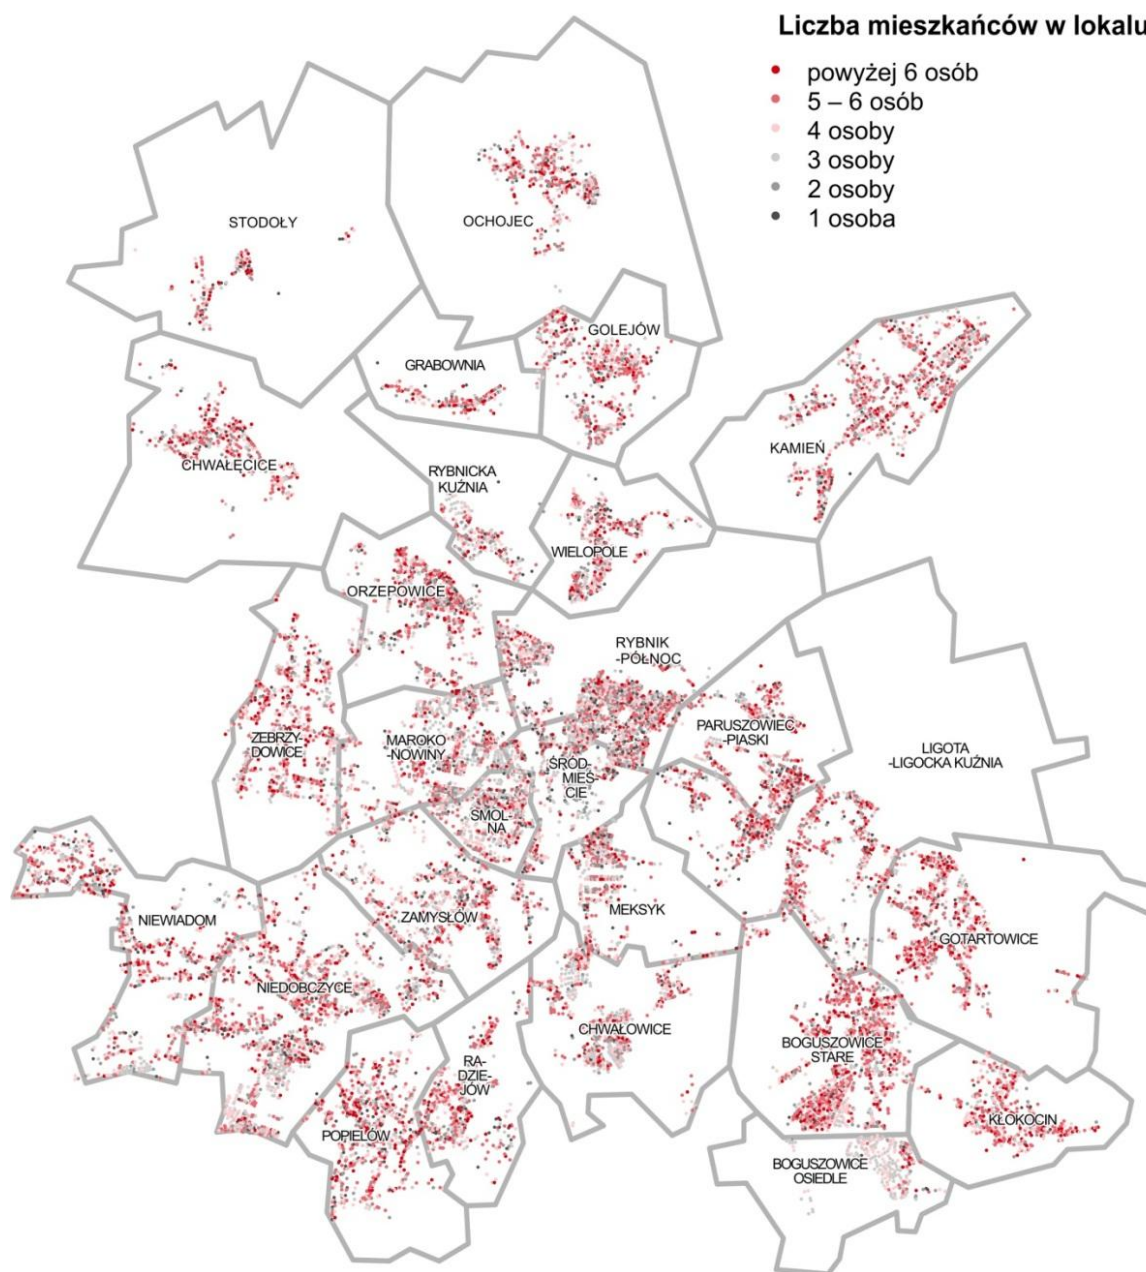 Liczba mieszkańców w lokalu
powyżej 6 osób
5 – 6 osób
4 osoby
3 osoby
2 osoby
1 osoba
STODOŁY
OCHOJEC
GOLEJÓW
GRABOWNIA
KAMIEŃ
CHWAŁĘCICE
RYBNICKA
KUŹNIA
WIELOPOLE
ORZEPOWICE
RYBNIK
-PÓŁNOC
ZEBRZY-
DOWICE
MAROKO
-NOWINY
PARUSZOWIEC
-PIASKI
LIGOTA
-LIGOCKA KUŹNIA
ŚRÓD-
MIEŚ-
CIE
SMOL-
NA
NIEWIADOM
ZAMYSŁÓW
MEKSYK
GOTARTOWICE
NIEDOBCZYCE
CHWAŁOWICE
BOGUSZOWICE
STARE
RA-
DZIE-
JÓW
POPIELÓW
KŁOKOCIN
BOGUSZOWICE
OSIEDLE